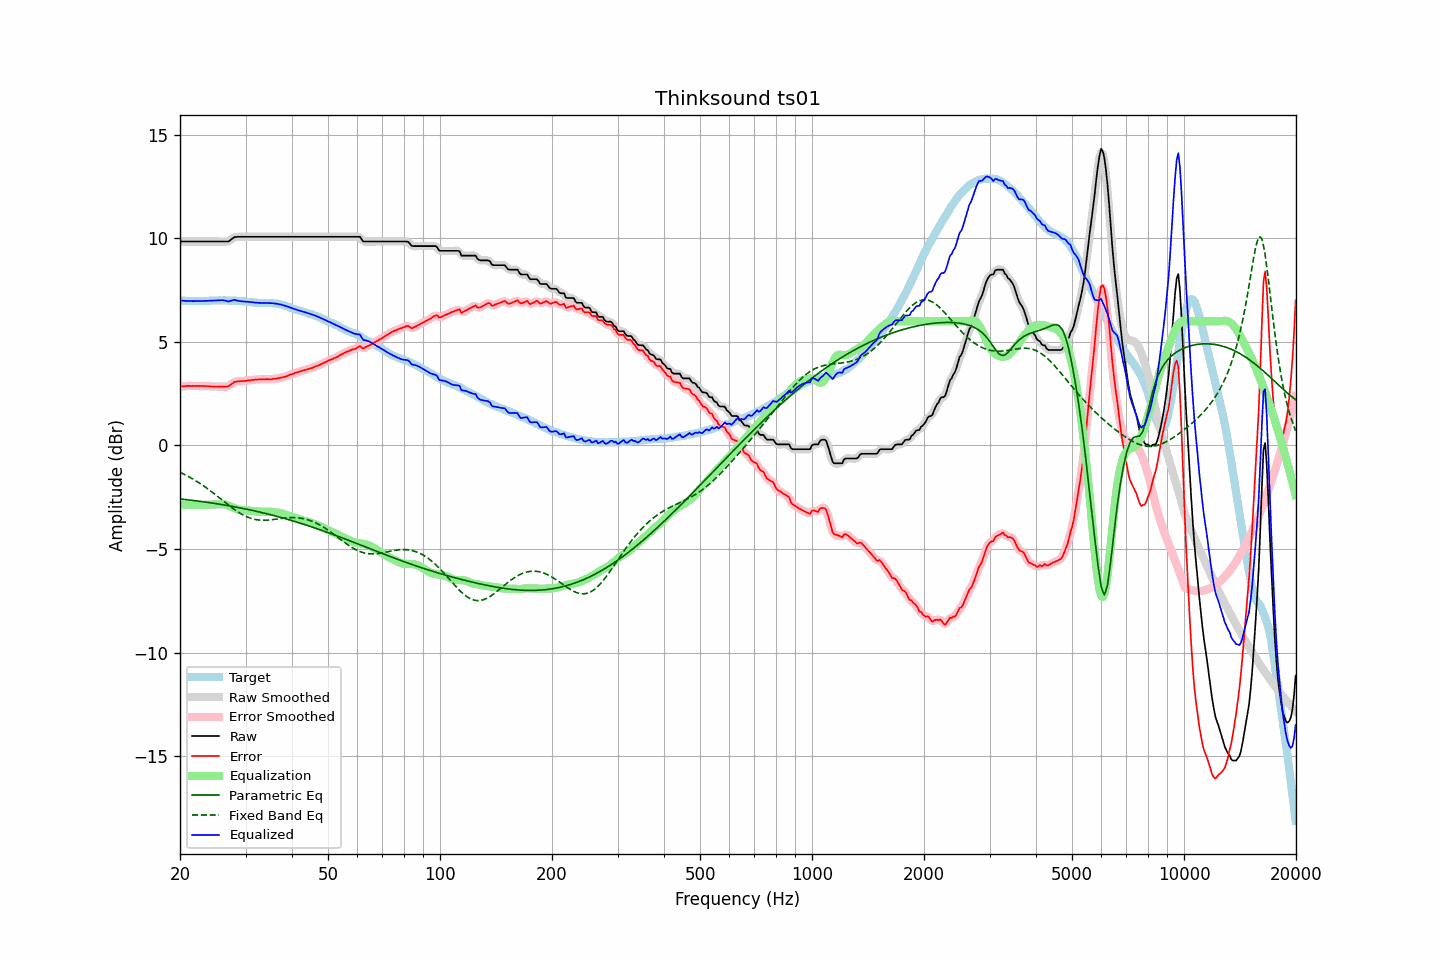 Thinksound ts01
15
10
5
0
−5
−10
−15
Amplitude (dBr)
Target
Raw Smoothed
Error Smoothed
Raw
Error
Equalization
Parametric Eq
Fixed Band Eq
Equalized
20 50 100 200 500 1000 2000 5000 10000 20000
Frequency (Hz)